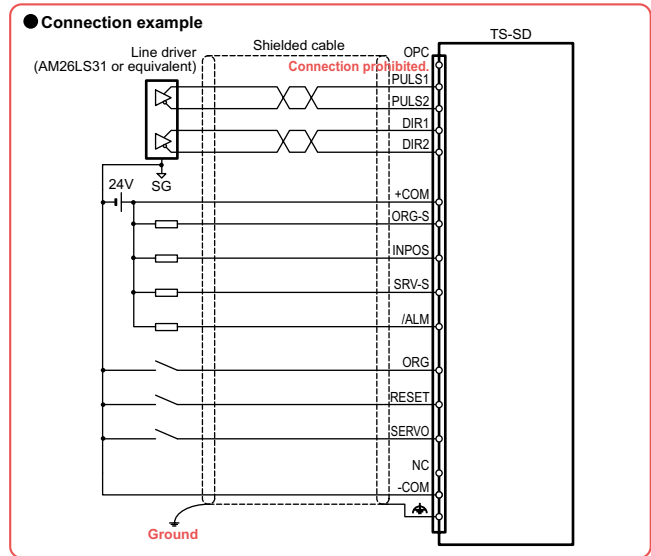 ●Connection example
TS-SD
Line driver
(AM26LS31 or equivalent)
Shielded cable
OPC
Connection prohibited.
PULS1
PULS2
DIR1
DIR2
SG
24V
+COM
ORG-S
INPOS
SRV-S
/ALM
ORG
RESET
SERVO
NC
-COM
Ground